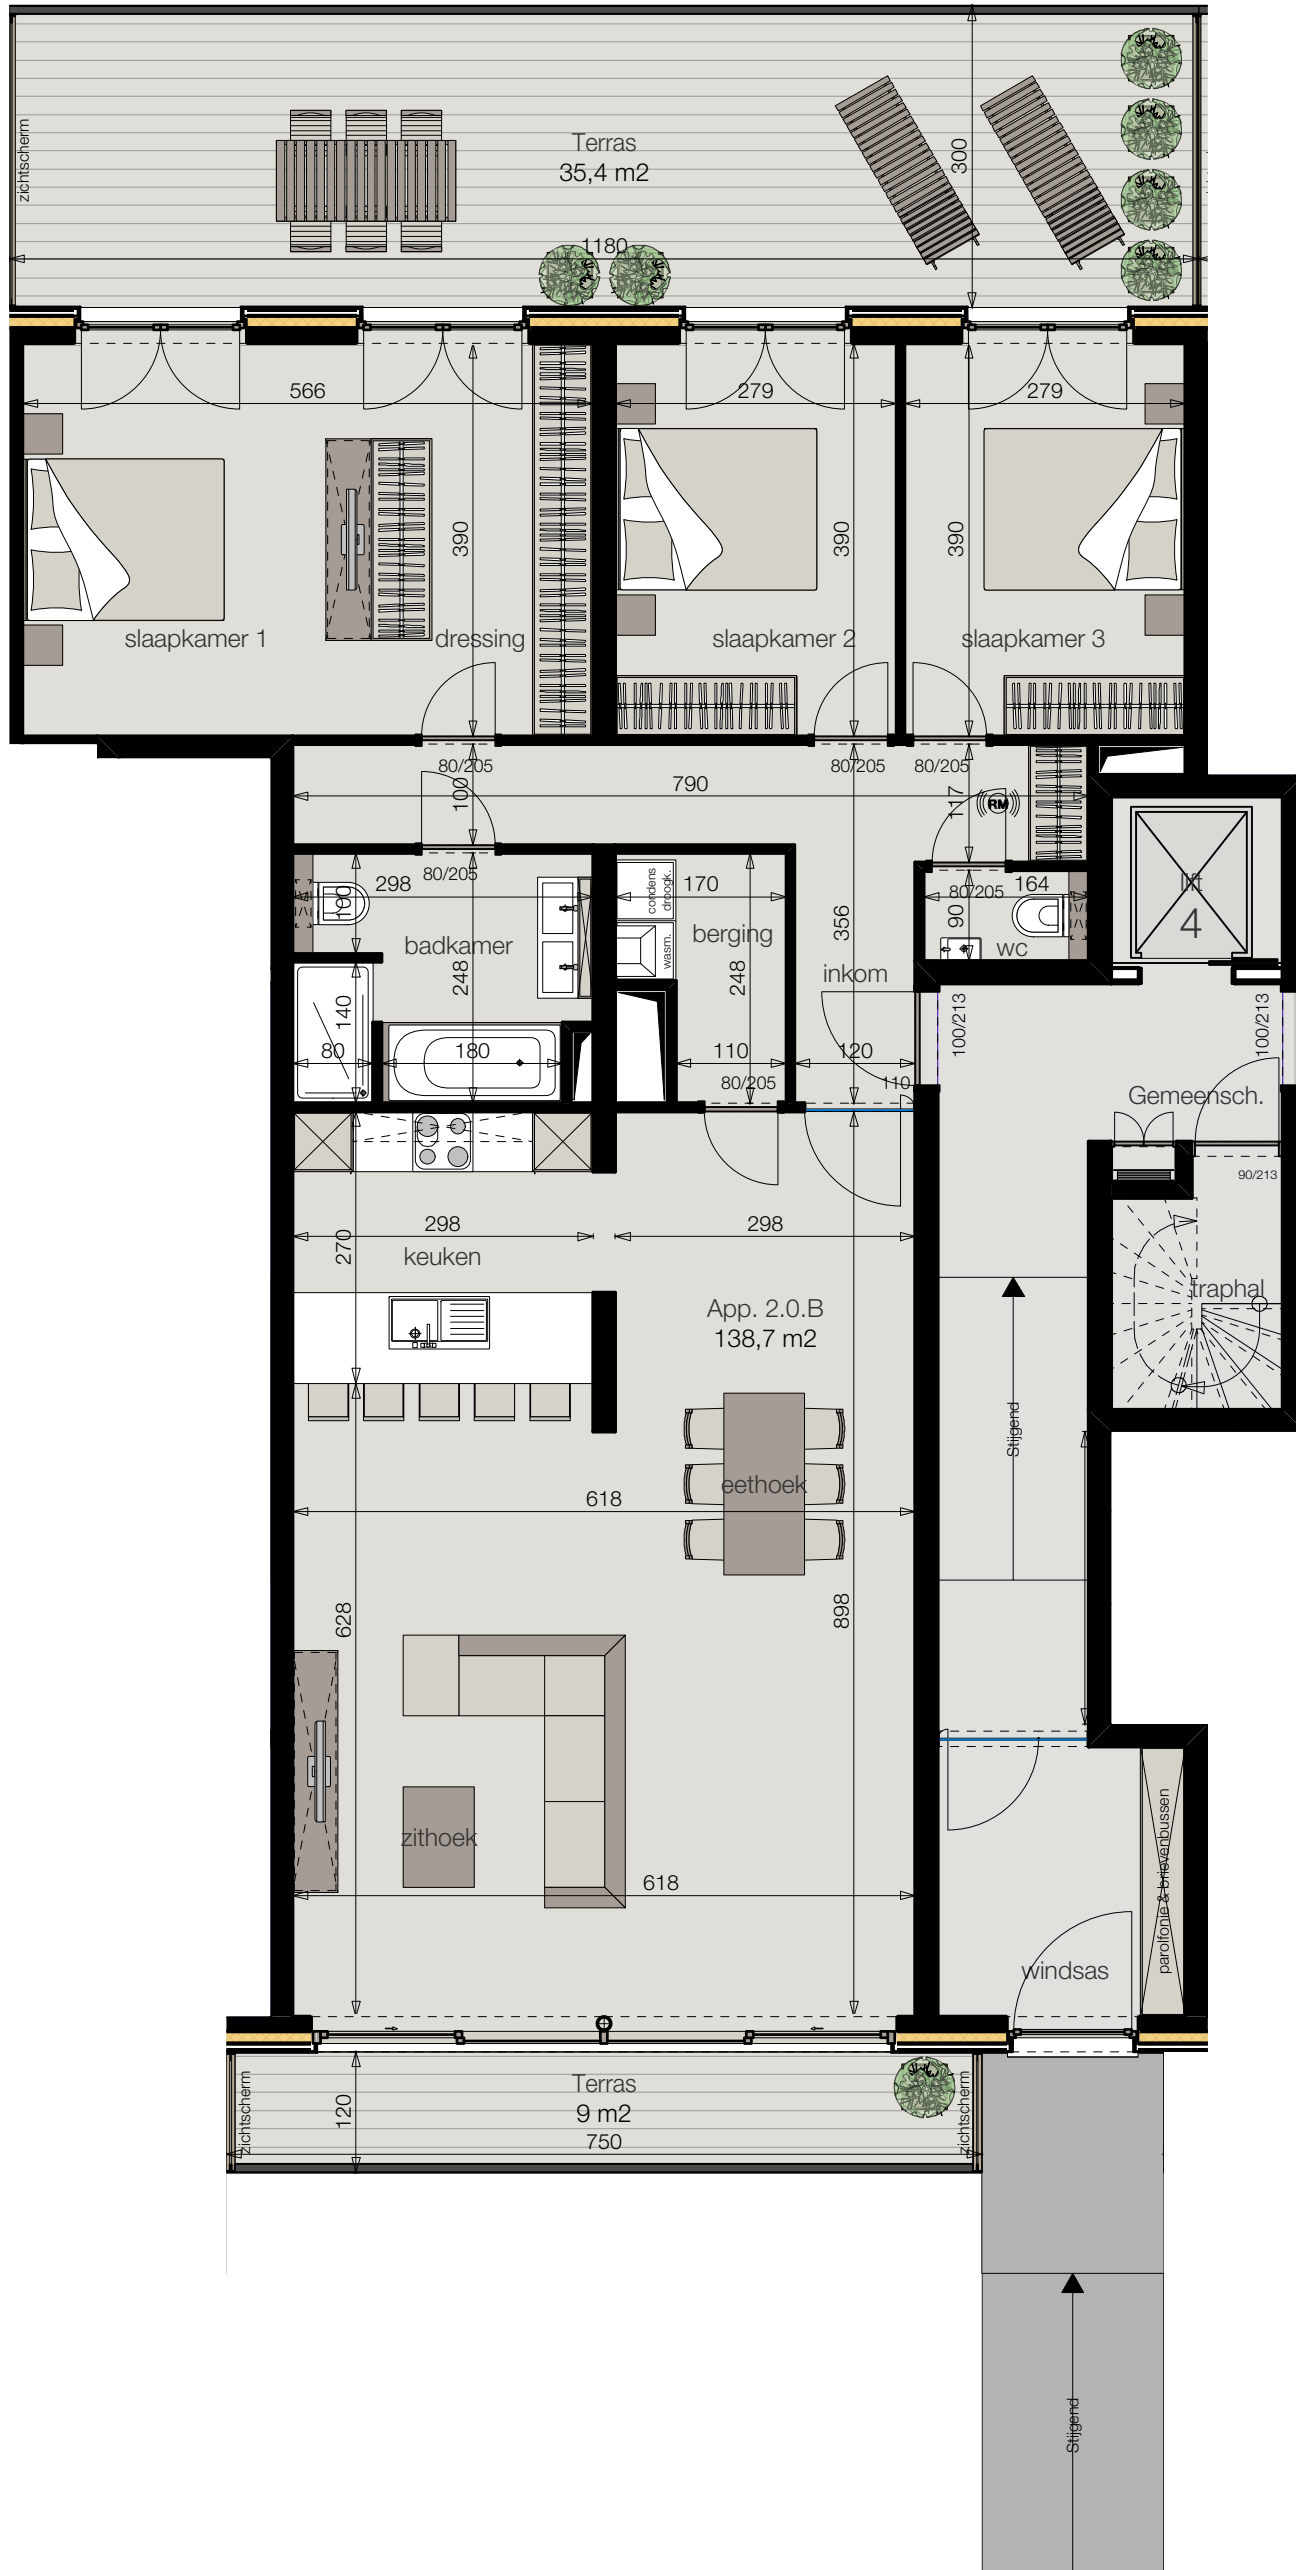 zichtscherm
Terras
35,4 m2
300
1180
566
279
279
390
390
390
slaapkamer 1
dressing
slaapkamer 2
slaapkamer 3
80/205
80/205
80/205
100
790
117
RM
80/205
298
100
badkamer
248
140
80
180
condens
droogk.
wasm.
170
berging
248
110
80/205
356
inkom
120
110
80/205
164
90
wc
lift
4
100/213
100/213
Gemeensch.
90/213
traphal
298
298
270
keuken
App. 2.0.B
138,7 m2
Stijgend
eethoek
618
628
898
zithoek
618
parolfonie & brievenbussen
windsas
zichtscherm
Terras
9 m2
120
750
zichtscherm
Stijgend